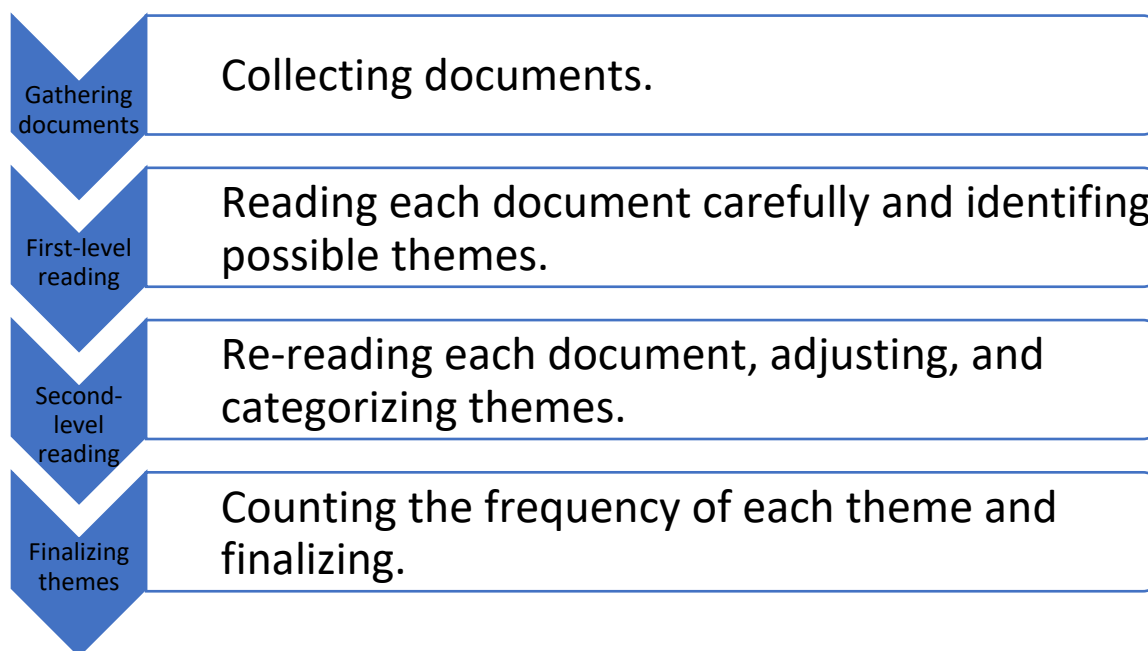 Gathering
documents
Collecting documents.
First-level
reading
Reading each document carefully and identifing
possible themes.
Second-
level
reading
Re-reading each document, adjusting, and
categorizing themes.
Finalizing
themes
Counting the frequency of each theme and
finalizing.